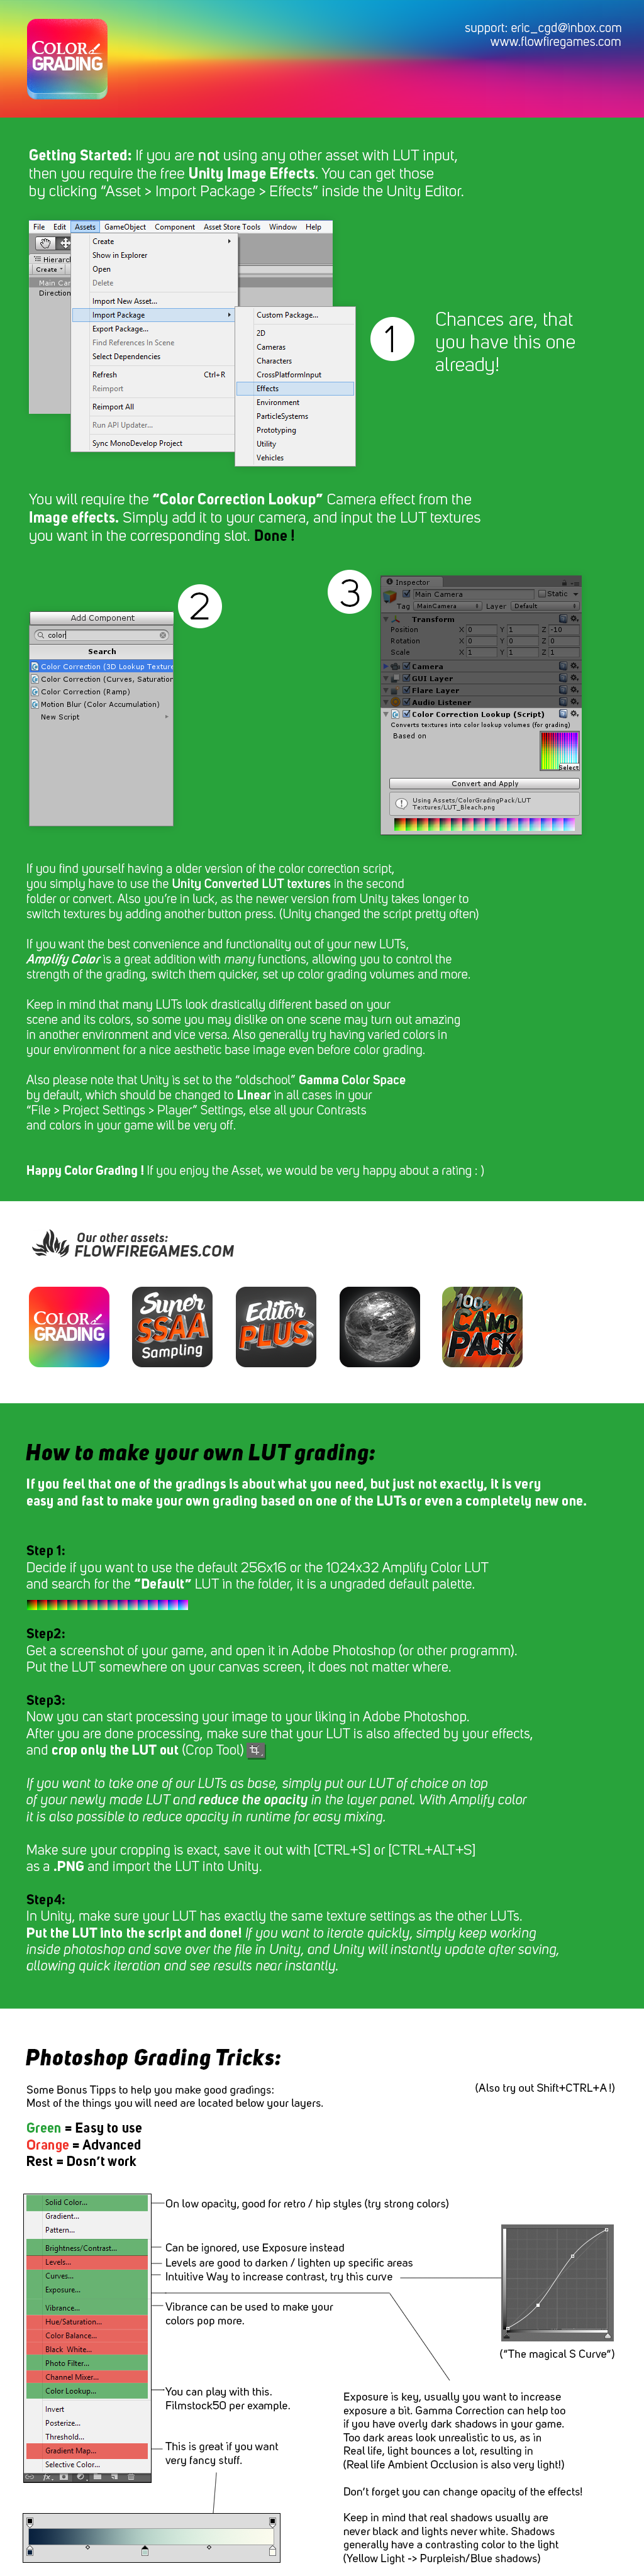 COLOR
GRADING
support: eric_cgd@inbox.com
www.flowfiregames.com
Getting Started: If you are not using any other asset with LUT input,
then you require the free Unity Image Effects. You can get those
by clicking “Asset > Import Package > Effects” inside the Unity Editor.
File Edit Assets GameObject Component Asset Store Tools Window Help
Hierarc
Create
Main Car
Direction
Create
Show in Explorer
Open
Delete
Import New Asset...
Import Package
Export Package...
Find References In Scene
Select Dependencies
Refresh Ctrl+R
Reimport
Reimport All
Run API Updater...
Sync MonoDevelop Project
Custom Package...
2D
Cameras
Characters
CrossPlatformInput
Effects
Environment
ParticleSystems
Prototyping
Utility
Vehicles
1
Chances are, that
you have this one
already!
You will require the “Color Correction Lookup” Camera effect from the
Image effects. Simply add it to your camera, and input the LUT textures
you want in the corresponding slot. Done !
2
Add Component
color
Search
Color Correction (3D Lookup Texture
Color Correction (Curves, Saturation
Color Correction (Ramp)
Motion Blur (Color Accumulation)
New Script
3
Inspector
Main Camera Static
Tag MainCamera Layer Default
Transform
Position X 0 Y 1 Z -10
Rotation X 0 Y 0 Z 0
Scale X 1 Y 1 Z 1
Camera
GUI Layer
Flare Layer
Audio Listener
Color Correction Lookup (Script)
Converts textures into color lookup volumes (for grading)
Based on
Select
Convert and Apply
Using Assets/ColorGradingPack/LUT
Textures/LUT_Bleach.png
If you find yourself having a older version of the color correction script,
you simply have to use the Unity Converted LUT textures in the second
folder or convert. Also you're in luck, as the newer version from Unity takes longer to
switch textures by adding another button press. (Unity changed the script pretty often)
If you want the best convenience and functionality out of your new LUTs,
Amplify Color is a great addition with many functions, allowing you to control the
strength of the grading, switch them quicker, set up color grading volumes and more.
Keep in mind that many LUTs look drastically different based on your
scene and its colors, so some you may dislike on one scene may turn out amazing
in another environment and vice versa. Also generally try having varied colors in
your environment for a nice aesthetic base image even before color grading.
Also please note that Unity is set to the “oldschool” Gamma Color Space
by default, which should be changed to Linear in all cases in your
“File > Project Settings > Player” Settings, else all your Contrasts
and colors in your game will be very off.
Happy Color Grading ! If you enjoy the Asset, we would be very happy about a rating : )
Our other assets:
FLOWFIREGAMES.COM
COLOR
GRADING
Super
SSAA
Sampling
Editor
PLUS
100+
CAMO
PACK
How to make your own LUT grading:
If you feel that one of the gradings is about what you need, but just not exactly, it is very
easy and fast to make your own grading based on one of the LUTs or even a completely new one.
Step 1:
Decide if you want to use the default 256x16 or the 1024x32 Amplify Color LUT
and search for the “Default” LUT in the folder, it is a ungraded default palette.
Step2:
Get a screenshot of your game, and open it in Adobe Photoshop (or other programm).
Put the LUT somewhere on your canvas screen, it does not matter where.
Step3:
Now you can start processing your image to your liking in Adobe Photoshop.
After you are done processing, make sure that your LUT is also affected by your effects,
and crop only the LUT out (Crop Tool)
If you want to take one of our LUTs as base, simply put our LUT of choice on top
of your newly made LUT and reduce the opacity in the layer panel. With Amplify color
it is also possible to reduce opacity in runtime for easy mixing.
Make sure your cropping is exact, save it out with [CTRL+S] or [CTRL+ALT+S]
as a .PNG and import the LUT into Unity.
Step4:
In Unity, make sure your LUT has exactly the same texture settings as the other LUTs.
Put the LUT into the script and done! If you want to iterate quickly, simply keep working
inside photoshop and save over the file in Unity, and Unity will instantly update after saving,
allowing quick iteration and see results near instantly.
Photoshop Grading Tricks:
Some Bonus Tipps to help you make good gradings:
Most of the things you will need are located below your layers.
(Also try out Shift+CTRL+A !)
Green = Easy to use
Orange = Advanced
Rest = Dosn't work
Solid Color...
Gradient...
Pattern...
Brightness/Contrast...
Levels...
Curves...
Exposure...
Vibrance...
Hue/Saturation...
Color Balance...
Black White...
Photo Filter...
Channel Mixer...
Color Lookup...
Invert
Posterize...
Threshold...
Gradient Map...
Selective Color...
fx
On low opacity, good for retro / hip styles (try strong colors)
Can be ignored, use Exposure instead
Levels are good to darken / lighten up specific areas
Intuitive Way to increase contrast, try this curve
Vibrance can be used to make your
colors pop more.
(“The magical S Curve”)
You can play with this.
Filmstock50 per example.
This is great if you want
very fancy stuff.
Exposure is key, usually you want to increase
exposure a bit. Gamma Correction can help too
if you have overly dark shadows in your game.
Too dark areas look unrealistic to us, as in
Real life, light bounces a lot, resulting in
(Real life Ambient Occlusion is also very light!)
Don't forget you can change opacity of the effects!
Keep in mind that real shadows usually are
never black and lights never white. Shadows
generally have a contrasting color to the light
(Yellow Light -> Purpleish/Blue shadows)